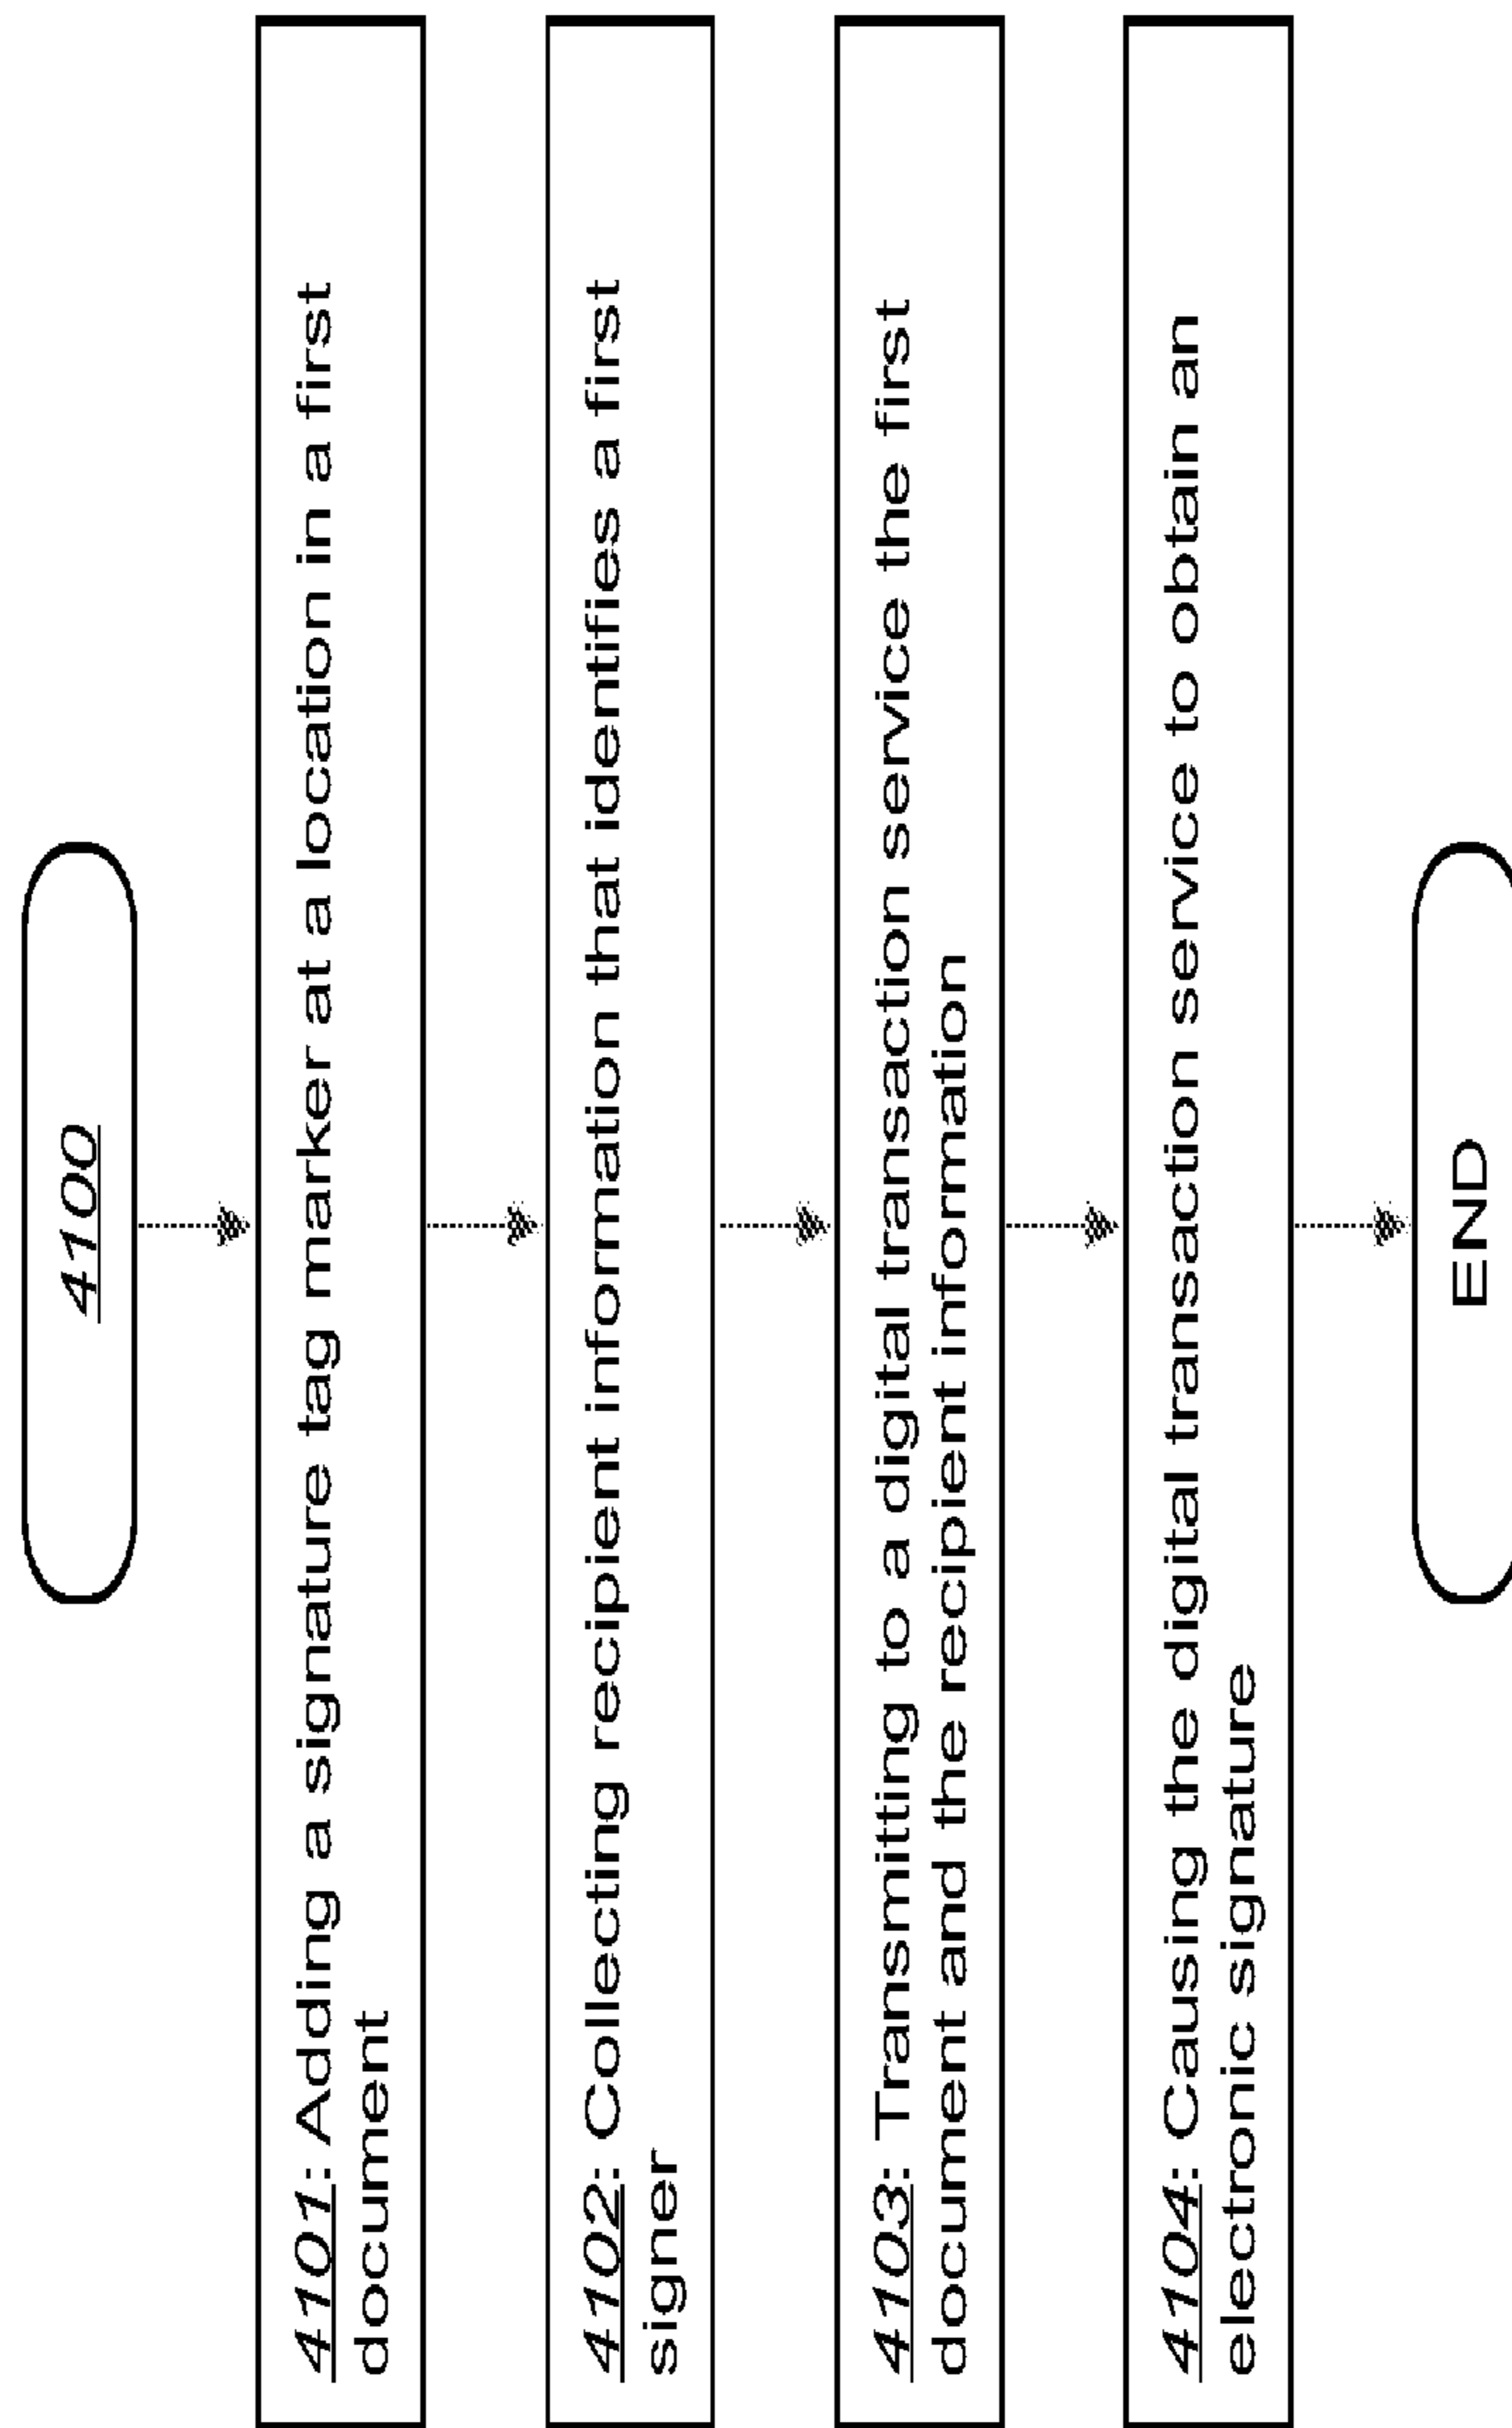 4100
4101: Adding a signature tag marker at a location in a first
document
4102: Collecting recipient information that identifies a first
signer
4103: Transmitting to a digital transaction service the first
document and the recipient information
4104: Causing the digital transaction service to obtain an
electronic signature
END